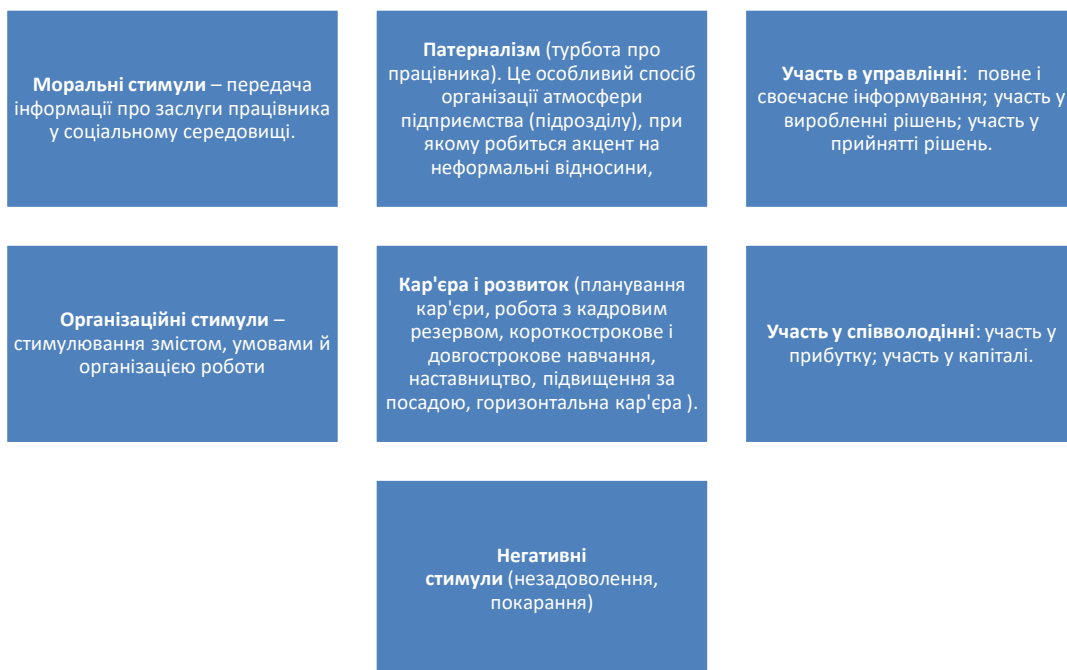 Моральні стимули – передача
інформації про заслуги працівника
у соціальному середовищі.
Патерналізм (турбота про
працівника). Це особливий спосіб
організації атмосфери
підприємства (підрозділу), при
якому робиться акцент на
неформальні відносини,
Участь в управлінні:  повне і
своєчасне інформування; участь у
виробленні рішень; участь у
прийнятті рішень.
Організаційні стимули –
стимулювання змістом, умовами й
організацією роботи
Кар'єра і розвиток (планування
кар'єри, робота з кадровим
резервом, короткострокове і
довгострокове навчання,
наставництво, підвищення за
посадою, горизонтальна кар'єра ).
Участь у співволодінні: участь у
прибутку; участь у капіталі.
Негативні
стимули (незадоволення,
покарання)